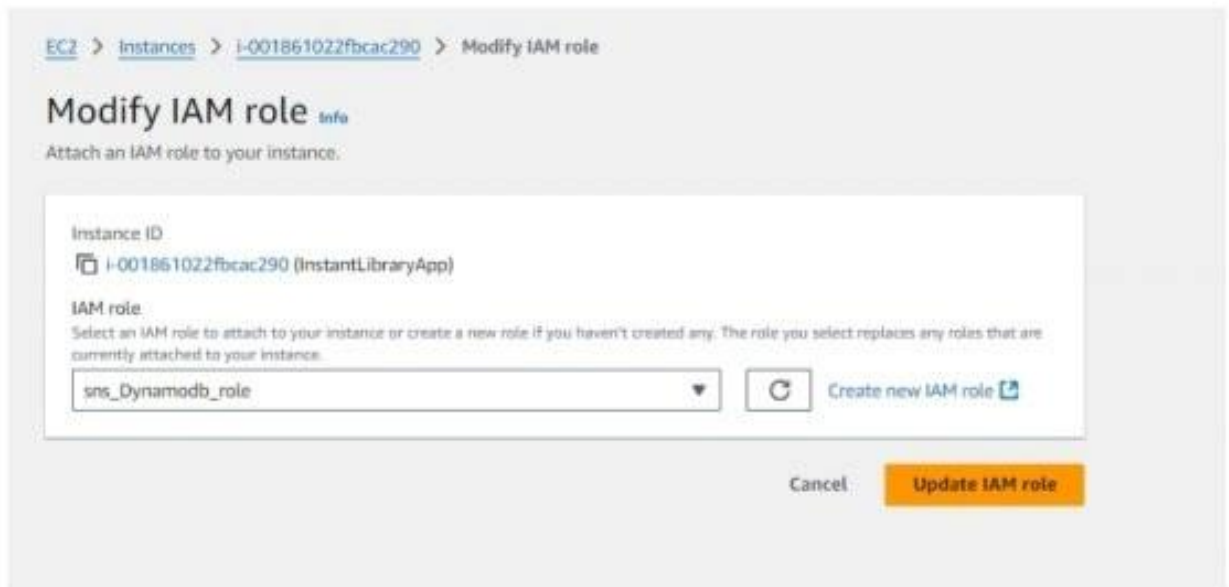 EC2 > Instances > i-001861022fbcac290 > Modify IAM role
Modify IAM role Info
Attach an IAM role to your instance.
Instance ID
i-001861022fbcac290 (InstantLibraryApp)
IAM role
Select an IAM role to attach to your instance or create a new role if you haven't created any. The role you select replaces any roles that are
currently attached to your instance.
sns_Dynamodb_role
Create new IAM role
Cancel
Update IAM role